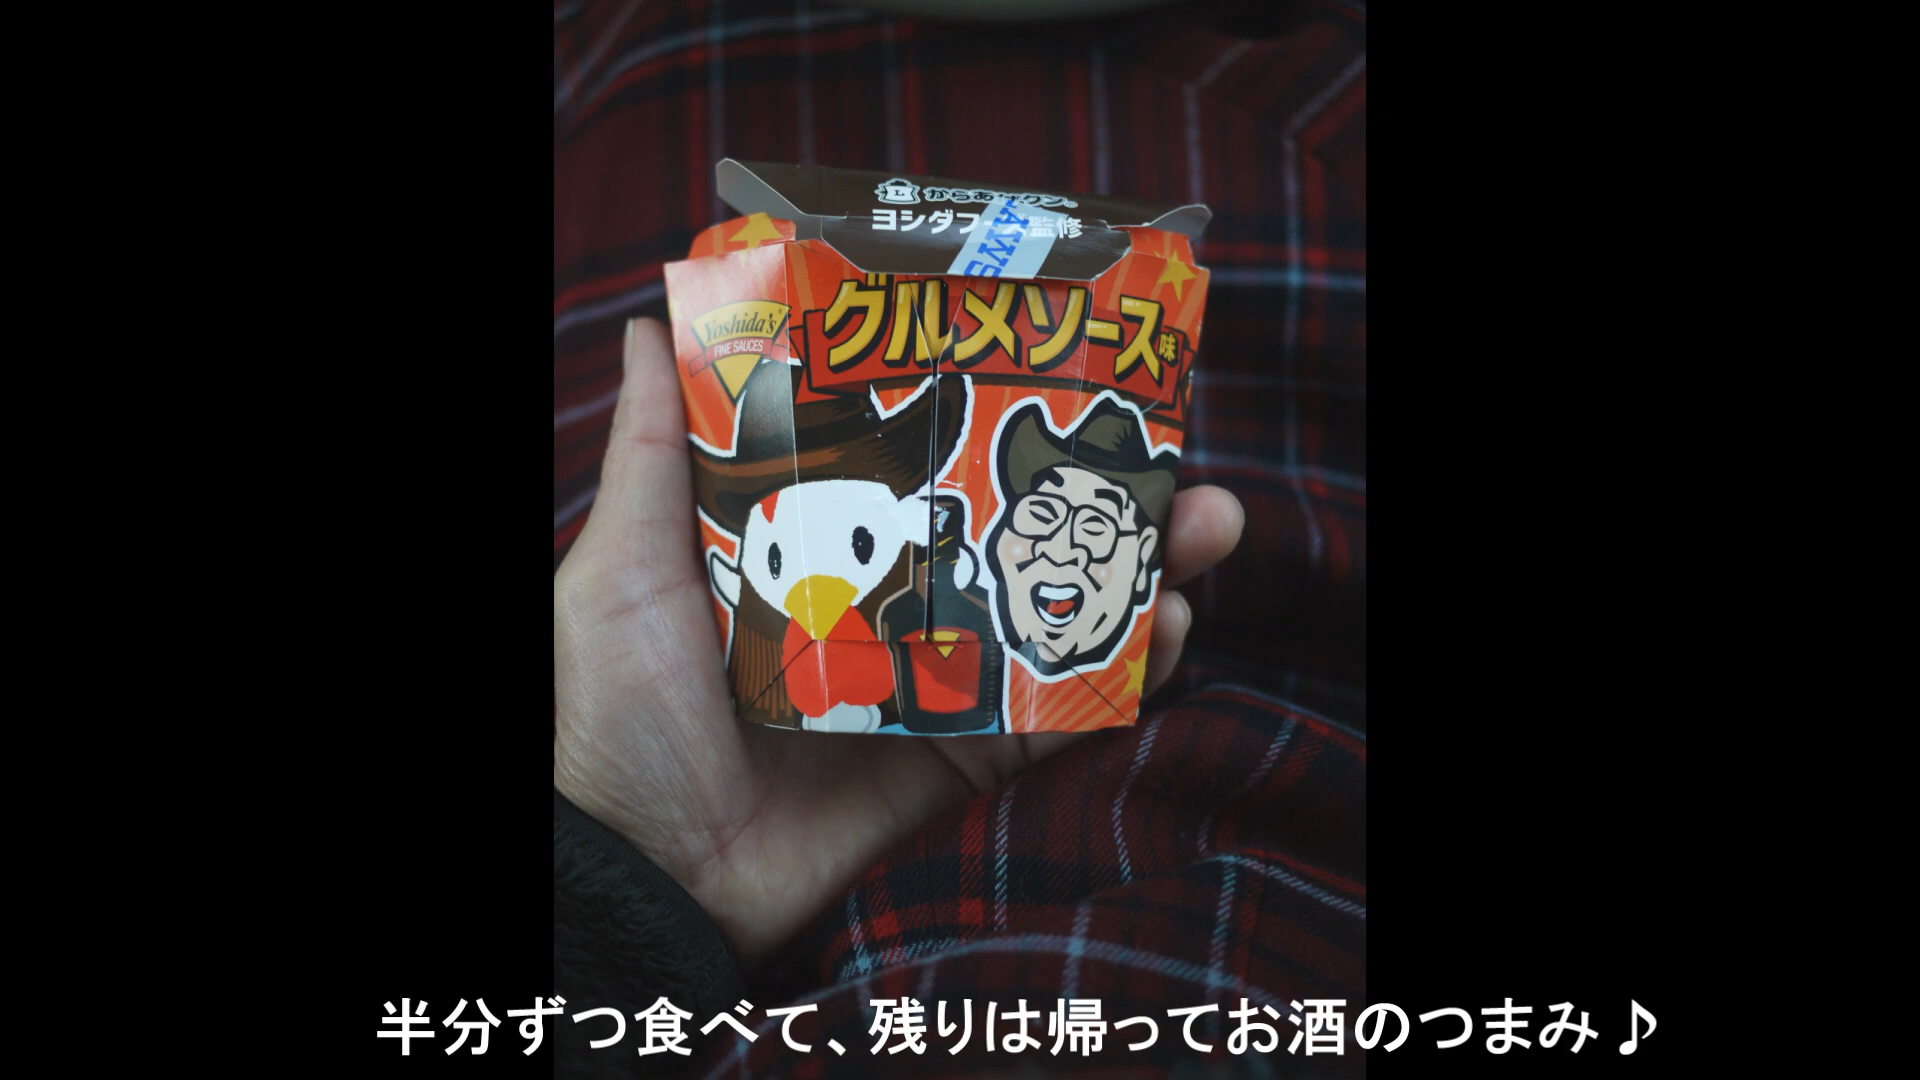 からあげクン®
ヨシダフーズ監修
LAWS
グルメソース味
Yoshida's
FINE SAUCES
半分ずつ食べて、残りは帰ってお酒のつまみ♪